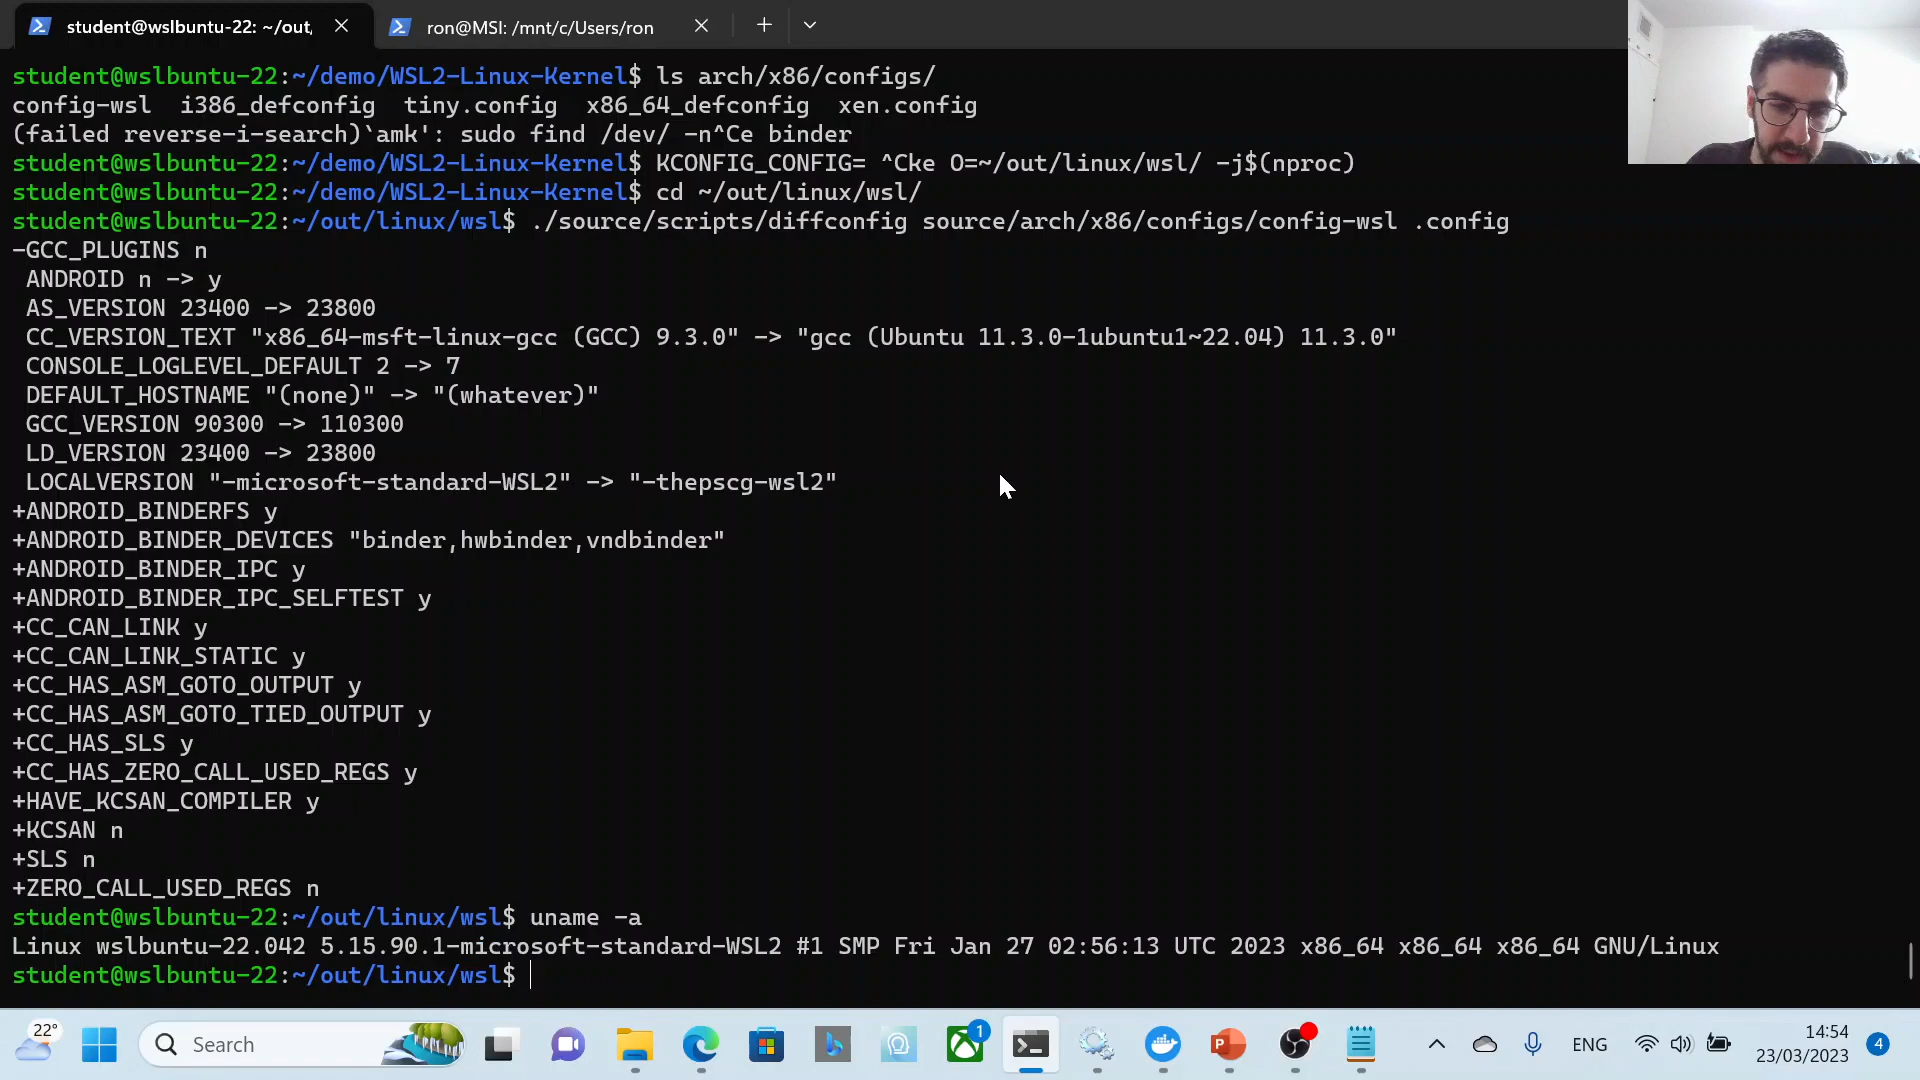 student@wslbuntu-22: ~/out,
ron@MSI: /mnt/c/Users/ron
student@wslbuntu-22:~/demo/WSL2-Linux-Kernel$ ls arch/x86/configs/
config-wsl  i386_defconfig  tiny.config  x86_64_defconfig  xen.config
(failed reverse-i-search)`amk': sudo find /dev/ -n^Ce binder
student@wslbuntu-22:~/demo/WSL2-Linux-Kernel$ KCONFIG_CONFIG= ^Cke O=~/out/linux/wsl/ -j$(nproc)
student@wslbuntu-22:~/demo/WSL2-Linux-Kernel$ cd ~/out/linux/wsl/
student@wslbuntu-22:~/out/linux/wsl$ ./source/scripts/diffconfig source/arch/x86/configs/config-wsl .config
-GCC_PLUGINS n
 ANDROID n -> y
 AS_VERSION 23400 -> 23800
 CC_VERSION_TEXT "x86_64-msft-linux-gcc (GCC) 9.3.0" -> "gcc (Ubuntu 11.3.0-1ubuntu1~22.04) 11.3.0"
 CONSOLE_LOGLEVEL_DEFAULT 2 -> 7
 DEFAULT_HOSTNAME "(none)" -> "(whatever)"
 GCC_VERSION 90300 -> 110300
 LD_VERSION 23400 -> 23800
 LOCALVERSION "-microsoft-standard-WSL2" -> "-thepscg-wsl2"
+ANDROID_BINDERFS y
+ANDROID_BINDER_DEVICES "binder,hwbinder,vndbinder"
+ANDROID_BINDER_IPC y
+ANDROID_BINDER_IPC_SELFTEST y
+CC_CAN_LINK y
+CC_CAN_LINK_STATIC y
+CC_HAS_ASM_GOTO_OUTPUT y
+CC_HAS_ASM_GOTO_TIED_OUTPUT y
+CC_HAS_SLS y
+CC_HAS_ZERO_CALL_USED_REGS y
+HAVE_KCSAN_COMPILER y
+KCSAN n
+SLS n
+ZERO_CALL_USED_REGS n
student@wslbuntu-22:~/out/linux/wsl$ uname -a
Linux wslbuntu-22.042 5.15.90.1-microsoft-standard-WSL2 #1 SMP Fri Jan 27 02:56:13 UTC 2023 x86_64 x86_64 x86_64 GNU/Linux
student@wslbuntu-22:~/out/linux/wsl$
22°
Search
1
ENG
14:54
23/03/2023
4